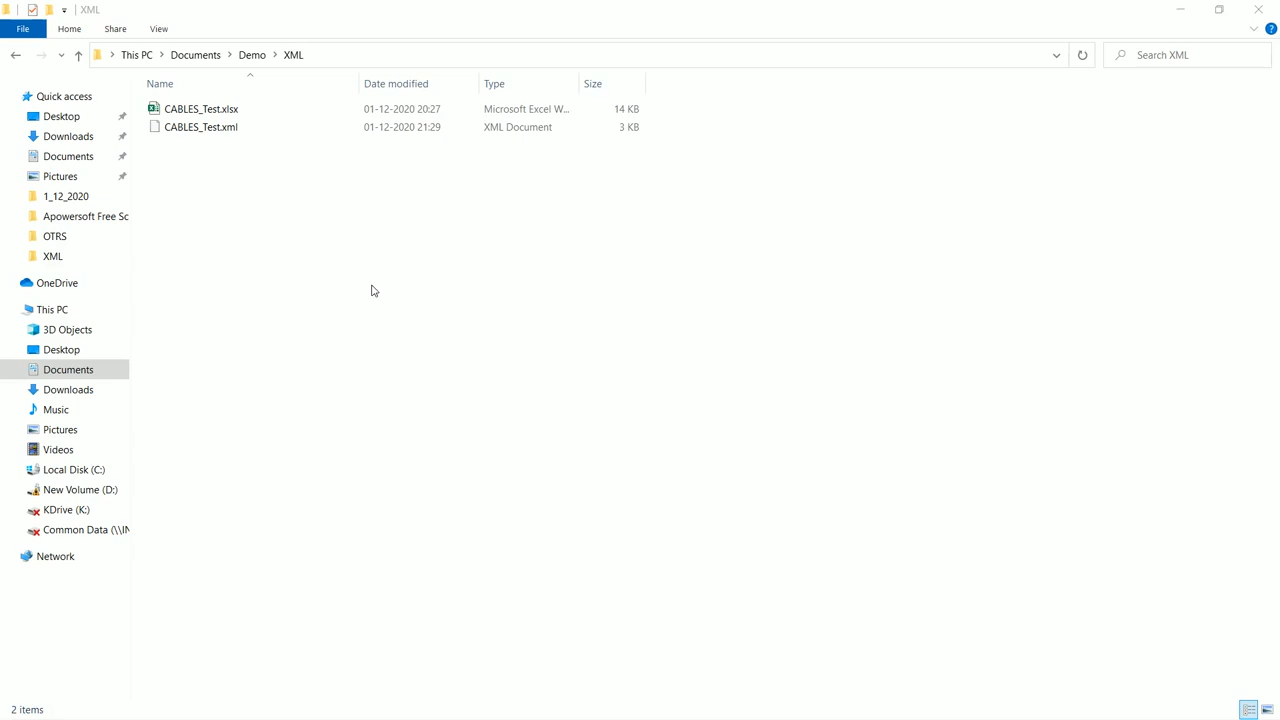 XML
File Home Share View
This PC Documents Demo XML
Search XML
Name Date modified Type Size
CABLES_Test.xlsx 01-12-2020 20:27 Microsoft Excel W... 14 KB
CABLES_Test.xml 01-12-2020 21:29 XML Document 3 KB
Quick access
Desktop
Downloads
Documents
Pictures
1_12_2020
Apowersoft Free Sc
OTRS
XML
OneDrive
This PC
3D Objects
Desktop
Documents
Downloads
Music
Pictures
Videos
Local Disk (C:)
New Volume (D:)
KDrive (K:)
Common Data (\\IN
Network
2 items